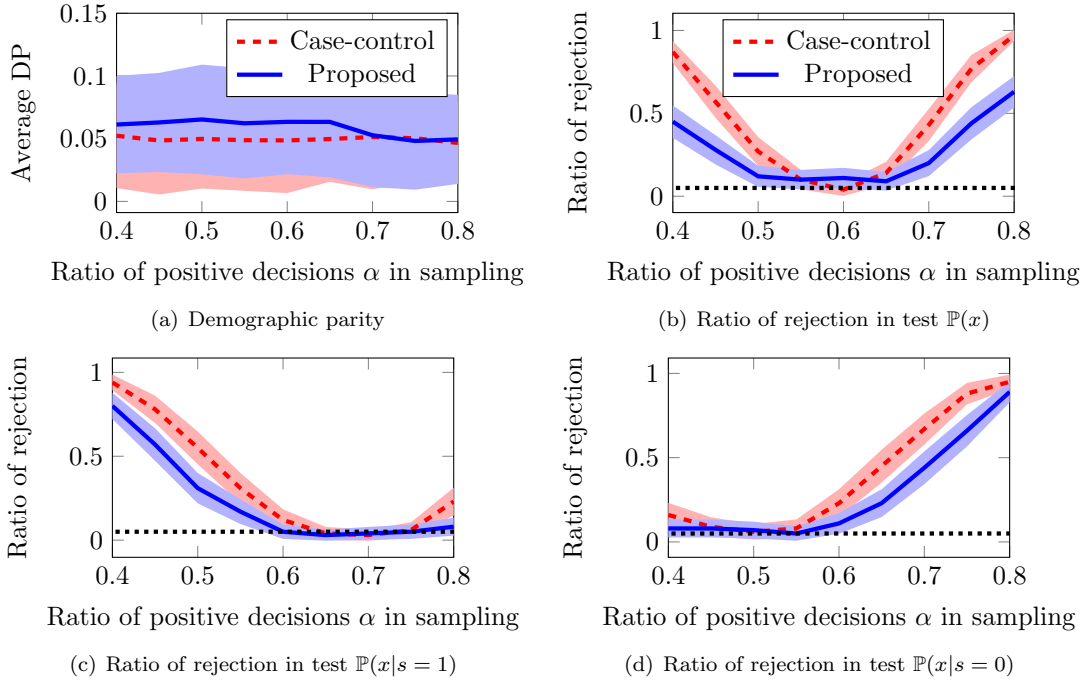 0.15
0.1
0.05
0
Average DP
Case-control
Proposed
0.4 0.5 0.6 0.7 0.8
Ratio of positive decisions α in sampling
(a) Demographic parity
1
0.5
0
Ratio of rejection
Case-control
Proposed
0.4 0.5 0.6 0.7 0.8
Ratio of positive decisions α in sampling
(b) Ratio of rejection in test ℙ(x)
1
0.5
0
Ratio of rejection
0.4 0.5 0.6 0.7 0.8
Ratio of positive decisions α in sampling
(c) Ratio of rejection in test ℙ(x|s = 1)
1
0.5
0
Ratio of rejection
0.4 0.5 0.6 0.7 0.8
Ratio of positive decisions α in sampling
(d) Ratio of rejection in test ℙ(x|s = 0)